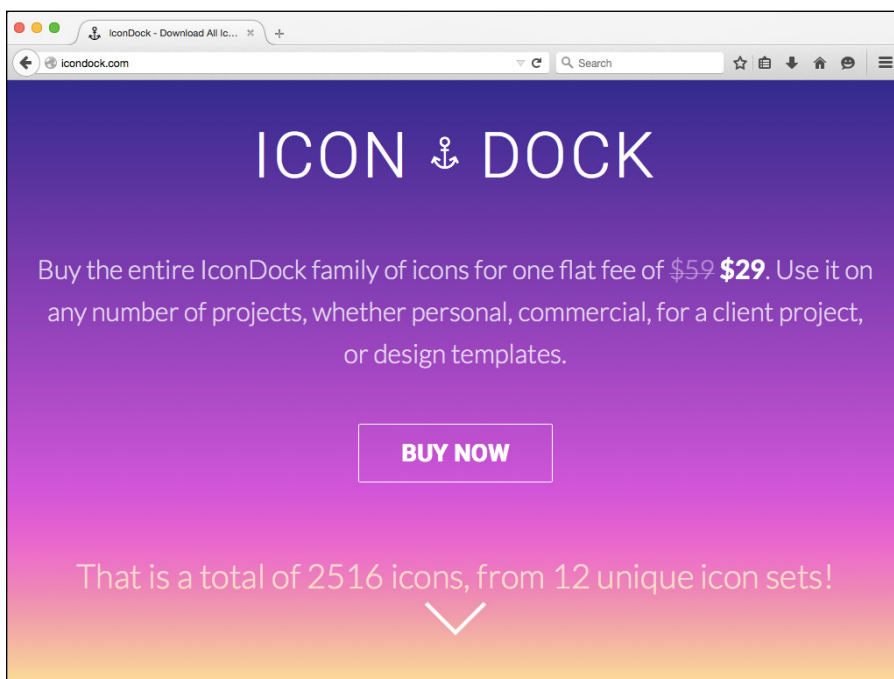 IconDock - Download All Ic...
icondock.com
Search
ICON DOCK
Buy the entire IconDock family of icons for one flat fee of $59 $29. Use it on
any number of projects, whether personal, commercial, for a client project,
or design templates.
BUY NOW
That is a total of 2516 icons, from 12 unique icon sets!